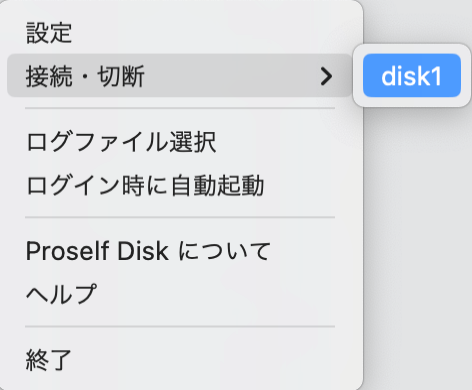 設定
接続・切断
disk1
ログファイル選択
ログイン時に自動起動
Proself Disk について
ヘルプ
終了